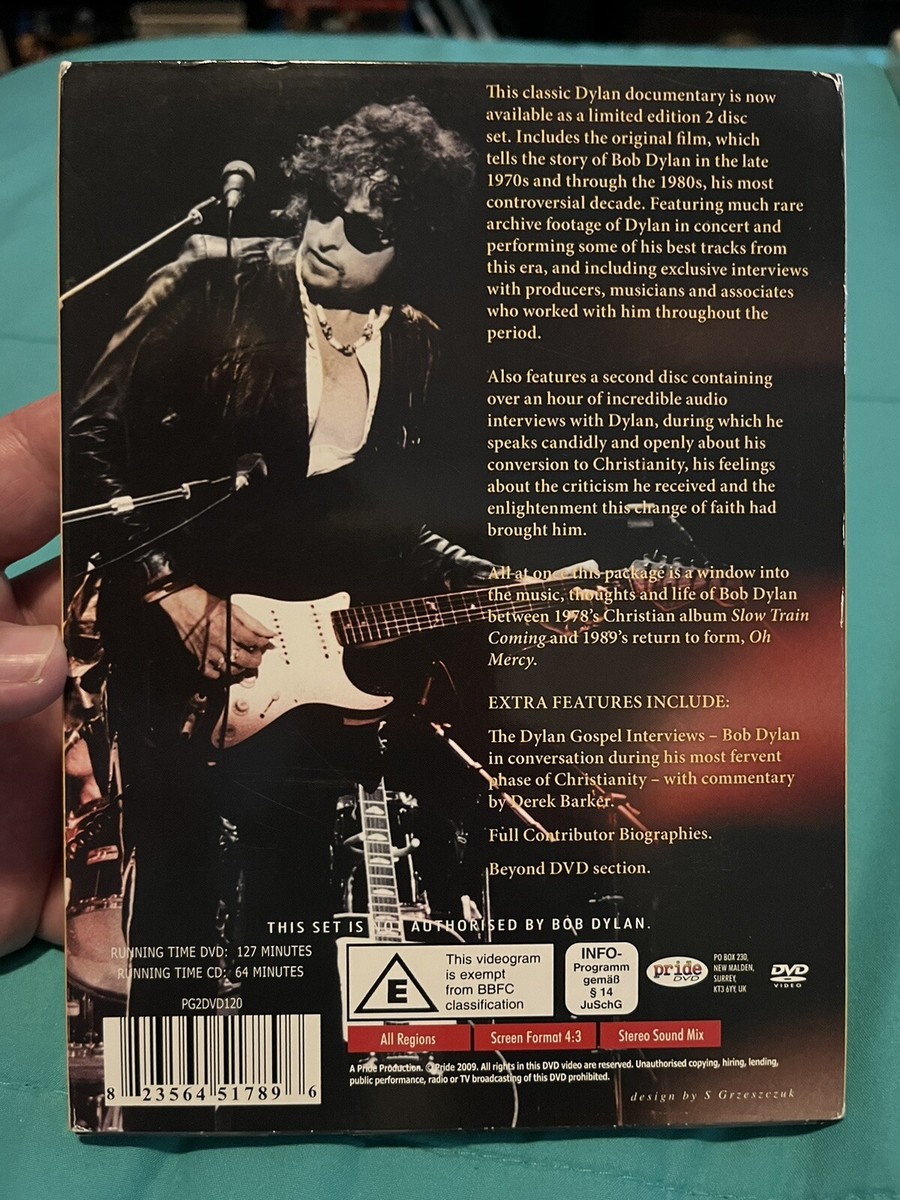 This classic Dylan documentary is now
available as a limited edition 2 disc
set. Includes the original film, which
tells the story of Bob Dylan in the late
1970s and through the 1980s, his most
controversial decade. Featuring much rare
archive footage of Dylan in concert and
performing some of his best tracks from
this era, and including exclusive interviews
with producers, musicians and associates
who worked with him throughout the
period.
Also features a second disc containing
over an hour of incredible audio
interviews with Dylan, during which he
speaks candidly and openly about his
conversion to Christianity, his feelings
about the criticism he received and the
enlightenment this change of faith had
brought him.
All at once this package is a window into
the music, thoughts and life of Bob Dylan
between 1978's Christian album Slow Train
Coming and 1989's return to form, Oh
Mercy.
EXTRA FEATURES INCLUDE:
The Dylan Gospel Interviews – Bob Dylan
in conversation during his most fervent
phase of Christianity – with commentary
by Derek Barker.
Full Contributor Biographies.
Beyond DVD section.
THIS SET IS NOT AUTHORISED BY BOB DYLAN.
RUNNING TIME DVD: 127 MINUTES
RUNNING TIME CD: 64 MINUTES
PG2DVD120
8 23564 51789 6
E
This videogram
is exempt
from BBFC
classification
INFO-
Programm
gemäß
§ 14
JuSchG
pride
DVD
PO BOX 230,
NEW MALDEN,
SURREY,
KT3 6YY, UK
DVD
VIDEO
All Regions
Screen Format 4:3
Stereo Sound Mix
A Pride Production. ©Pride 2009. All rights in this DVD video are reserved. Unauthorised copying, hiring, lending,
public performance, radio or TV broadcasting of this DVD prohibited.
design by S Grzeszczuk